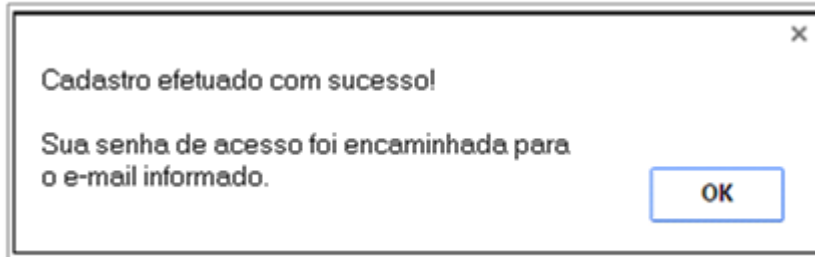 Cadastro efetuado com sucesso!
Sua senha de acesso foi encaminhada para
o e-mail informado.
OK